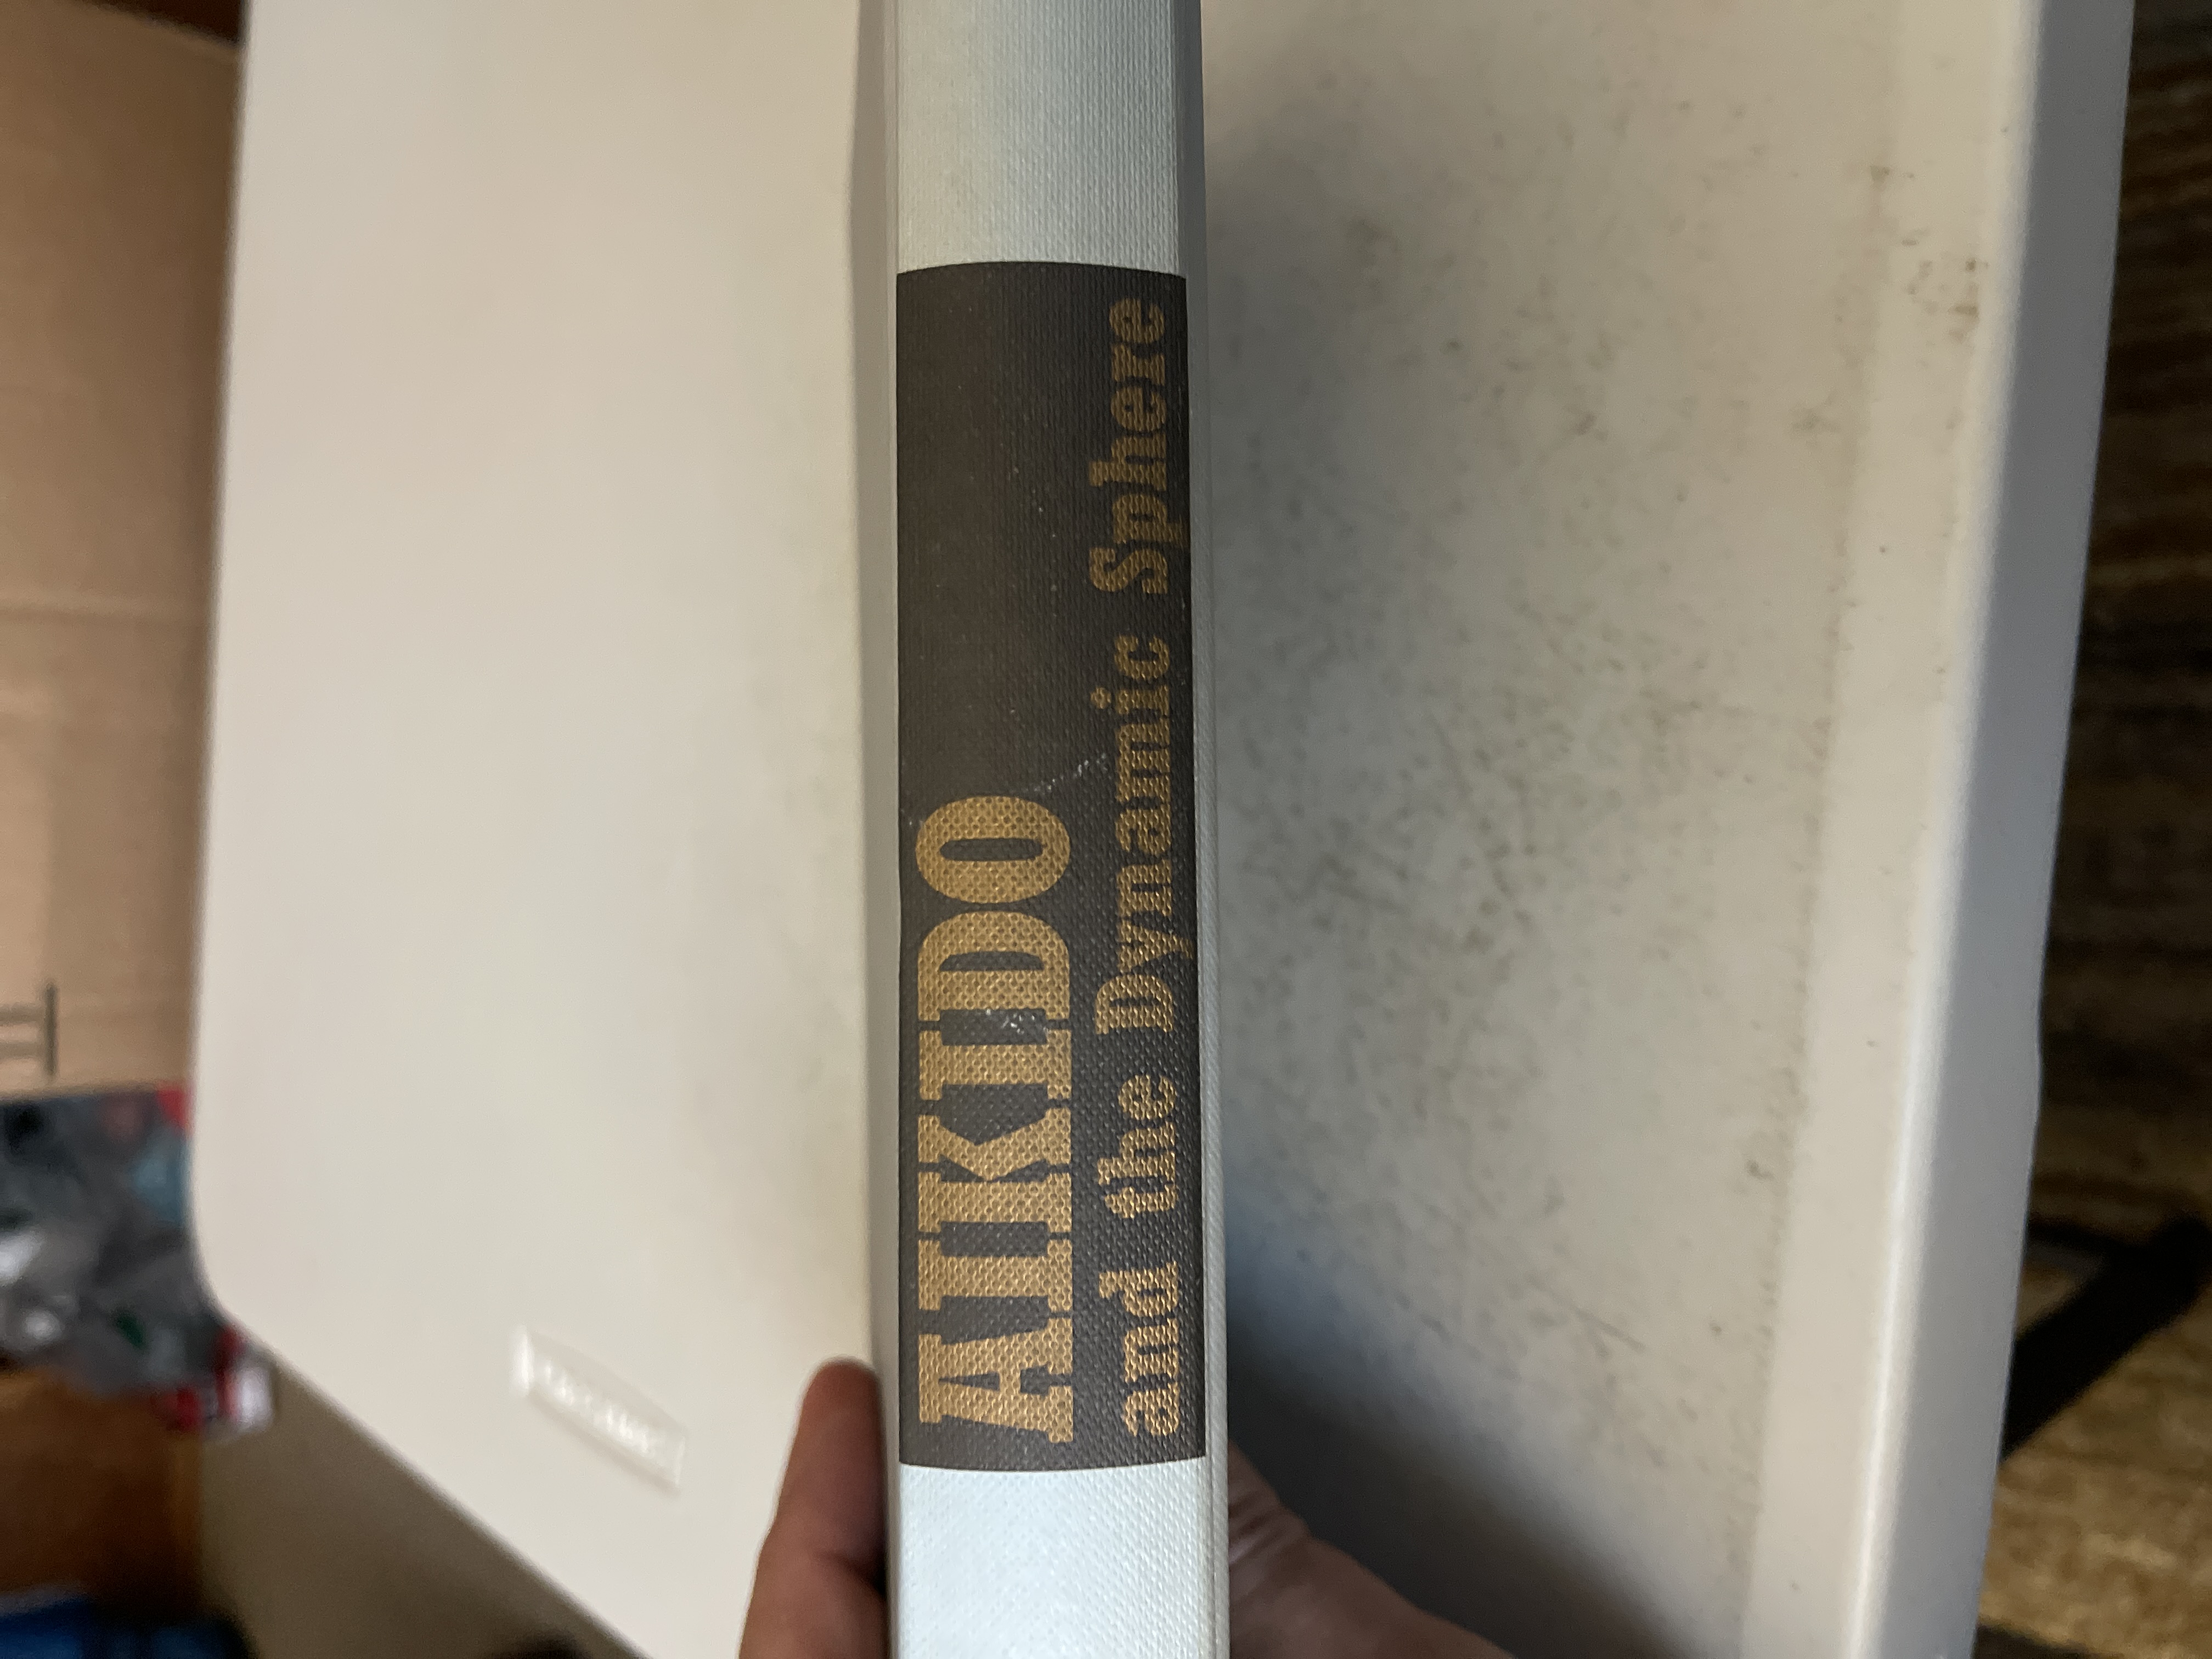 AIKIDO
and the Dynamic Sphere